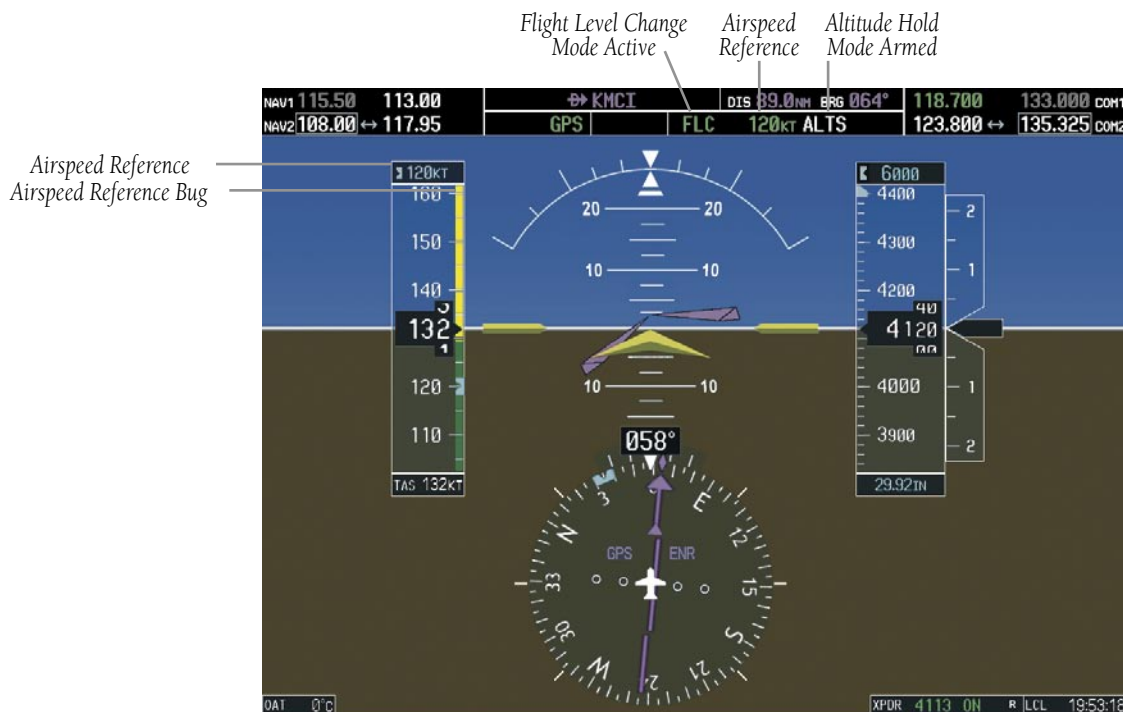 Flight Level Change
Mode Active
Airspeed
Reference
Altitude Hold
Mode Armed
NAV1 115.50 113.00
D KMCI DIS 89.0NM BRG 064°
118.700 133.000 COM1
NAV2 108.00 ↔ 117.95
GPS FLC 120KT ALTS
123.800 ↔ 135.325 COM2
Airspeed Reference
Airspeed Reference Bug
120KT
160
150
140
132
120
110
TAS 132KT
20 20
10 10
10 10
6000
4400
4300
4200
40
4120
00
4000
3900
29.92IN
2
1
1
2
058°
3
E
N
12
GPS ENR
33
15
30
S
W
21
24
OAT 0°C
XPDR 4113 ON R LCL 19:53:18